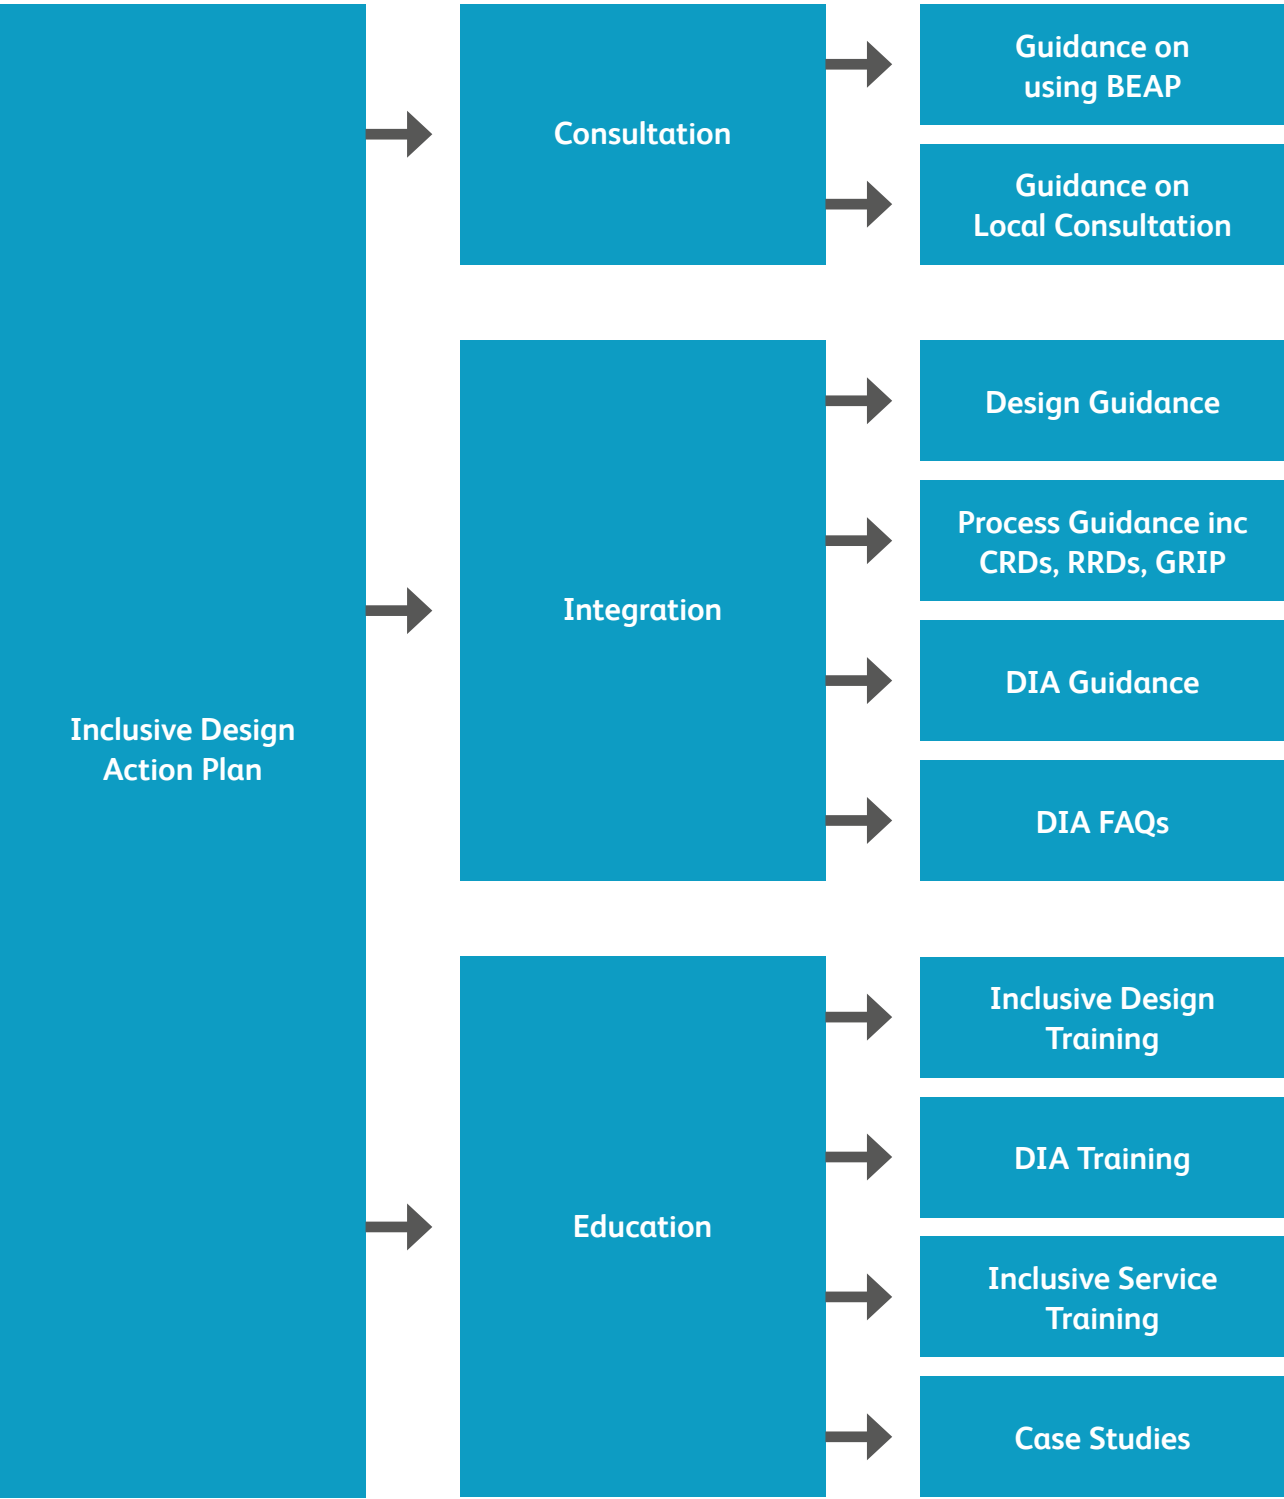 Inclusive Design
Action Plan
Consultation
Guidance on
using BEAP
Guidance on
Local Consultation
Integration
Design Guidance
Process Guidance inc
CRDs, RRDs, GRIP
DIA Guidance
DIA FAQs
Education
Inclusive Design
Training
DIA Training
Inclusive Service
Training
Case Studies